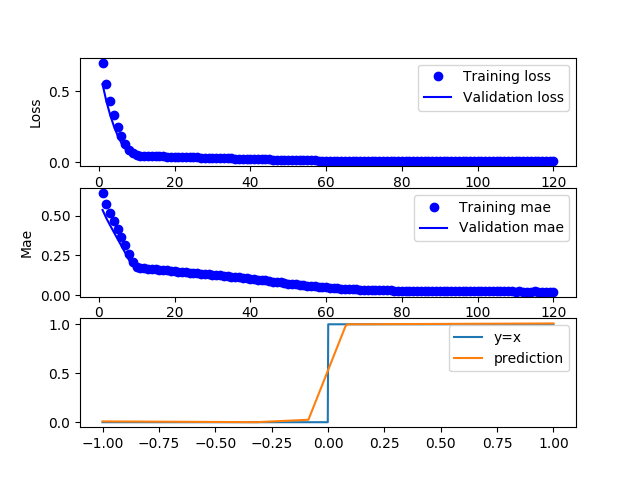 Loss
0.5
0.0
Training loss
Validation loss
0 20 40 60 80 100 120
Mae
0.50
0.25
0.00
Training mae
Validation mae
0 20 40 60 80 100 120
1.0
0.5
0.0
y=x
prediction
−1.00 −0.75 −0.50 −0.25 0.00 0.25 0.50 0.75 1.00